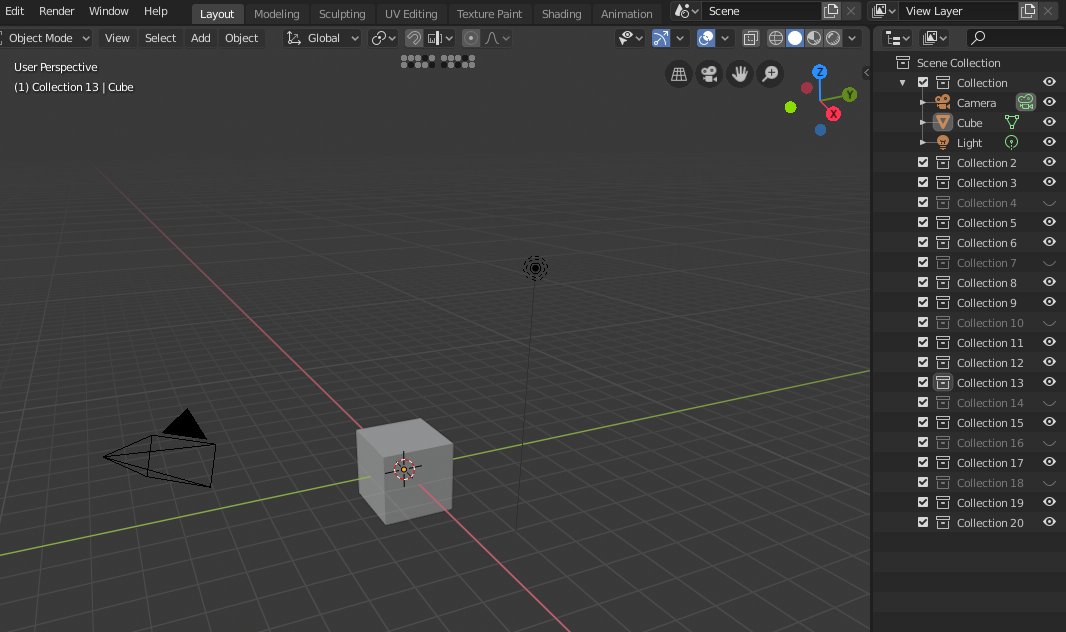 Edit Render Window Help Layout Modeling Sculpting UV Editing Texture Paint Shading Animation Scene View Layer
Object Mode View Select Add Object Global
User Perspective
(1) Collection 13 | Cube
Z
Y
X
Scene Collection
Collection
Camera
Cube
Light
Collection 2
Collection 3
Collection 4
Collection 5
Collection 6
Collection 7
Collection 8
Collection 9
Collection 10
Collection 11
Collection 12
Collection 13
Collection 14
Collection 15
Collection 16
Collection 17
Collection 18
Collection 19
Collection 20